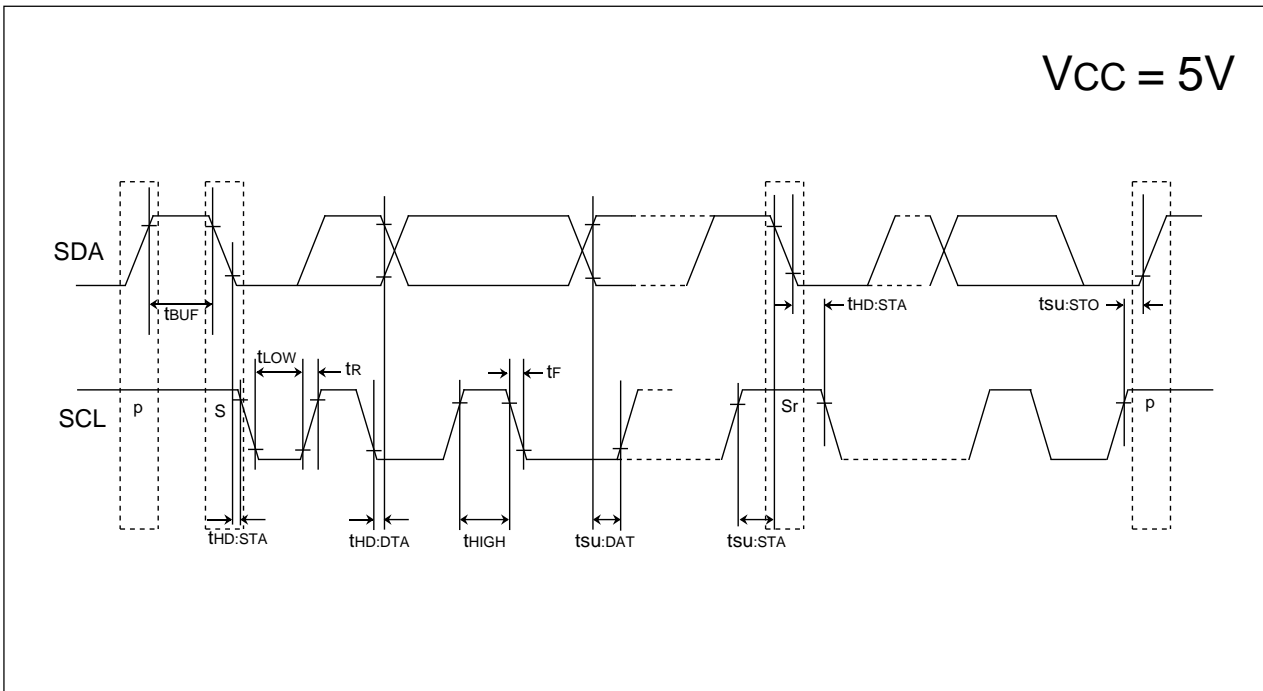 VCC = 5V
SDA
tBUF
tHD:STA
tsu:STO
tLOW
tR
tF
SCL
p
S
Sr
p
tHD:STA
tHD:DTA
tHIGH
tsu:DAT
tsu:STA